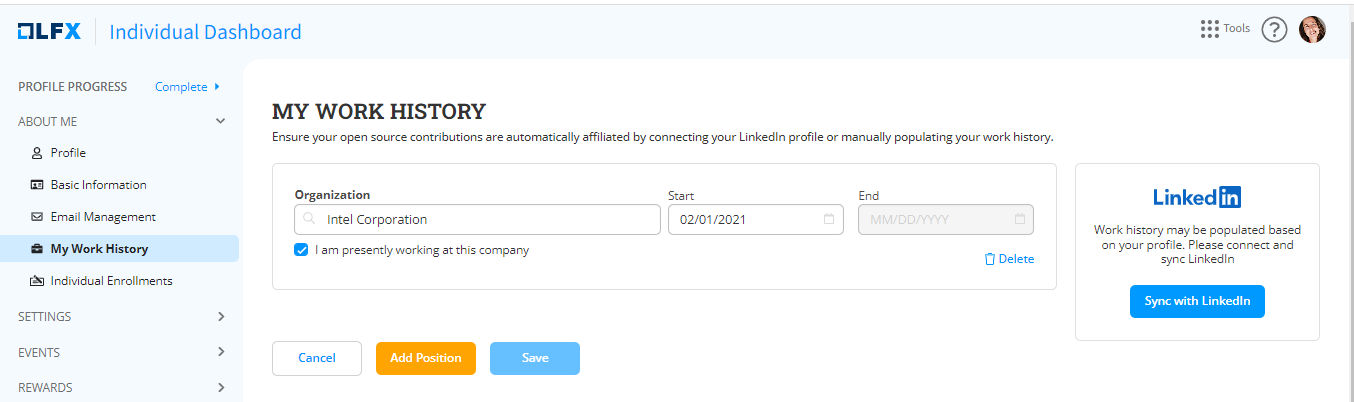 LFX
Individual Dashboard
Tools
?
PROFILE PROGRESS
Complete
ABOUT ME
Profile
Basic Information
Email Management
My Work History
Individual Enrollments
SETTINGS
EVENTS
REWARDS
MY WORK HISTORY
Ensure your open source contributions are automatically affiliated by connecting your LinkedIn profile or manually populating your work history.
Organization
Start
End
Intel Corporation
02/01/2021
MM/DD/YYYY
I am presently working at this company
Delete
Cancel
Add Position
Save
Linked in
Work history may be populated based
on your profile. Please connect and
sync LinkedIn
Sync with LinkedIn